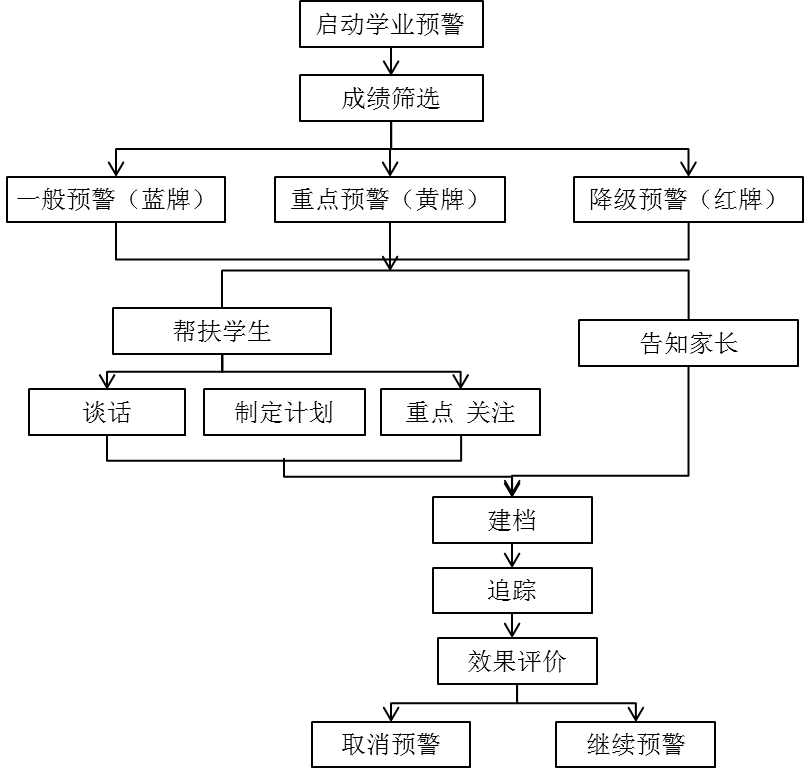 启动学业预警
成绩筛选
一般预警（蓝牌）
重点预警（黄牌）
降级预警（红牌）
帮扶学生
告知家长
谈话
制定计划
重点 关注
建档
追踪
效果评价
取消预警
继续预警